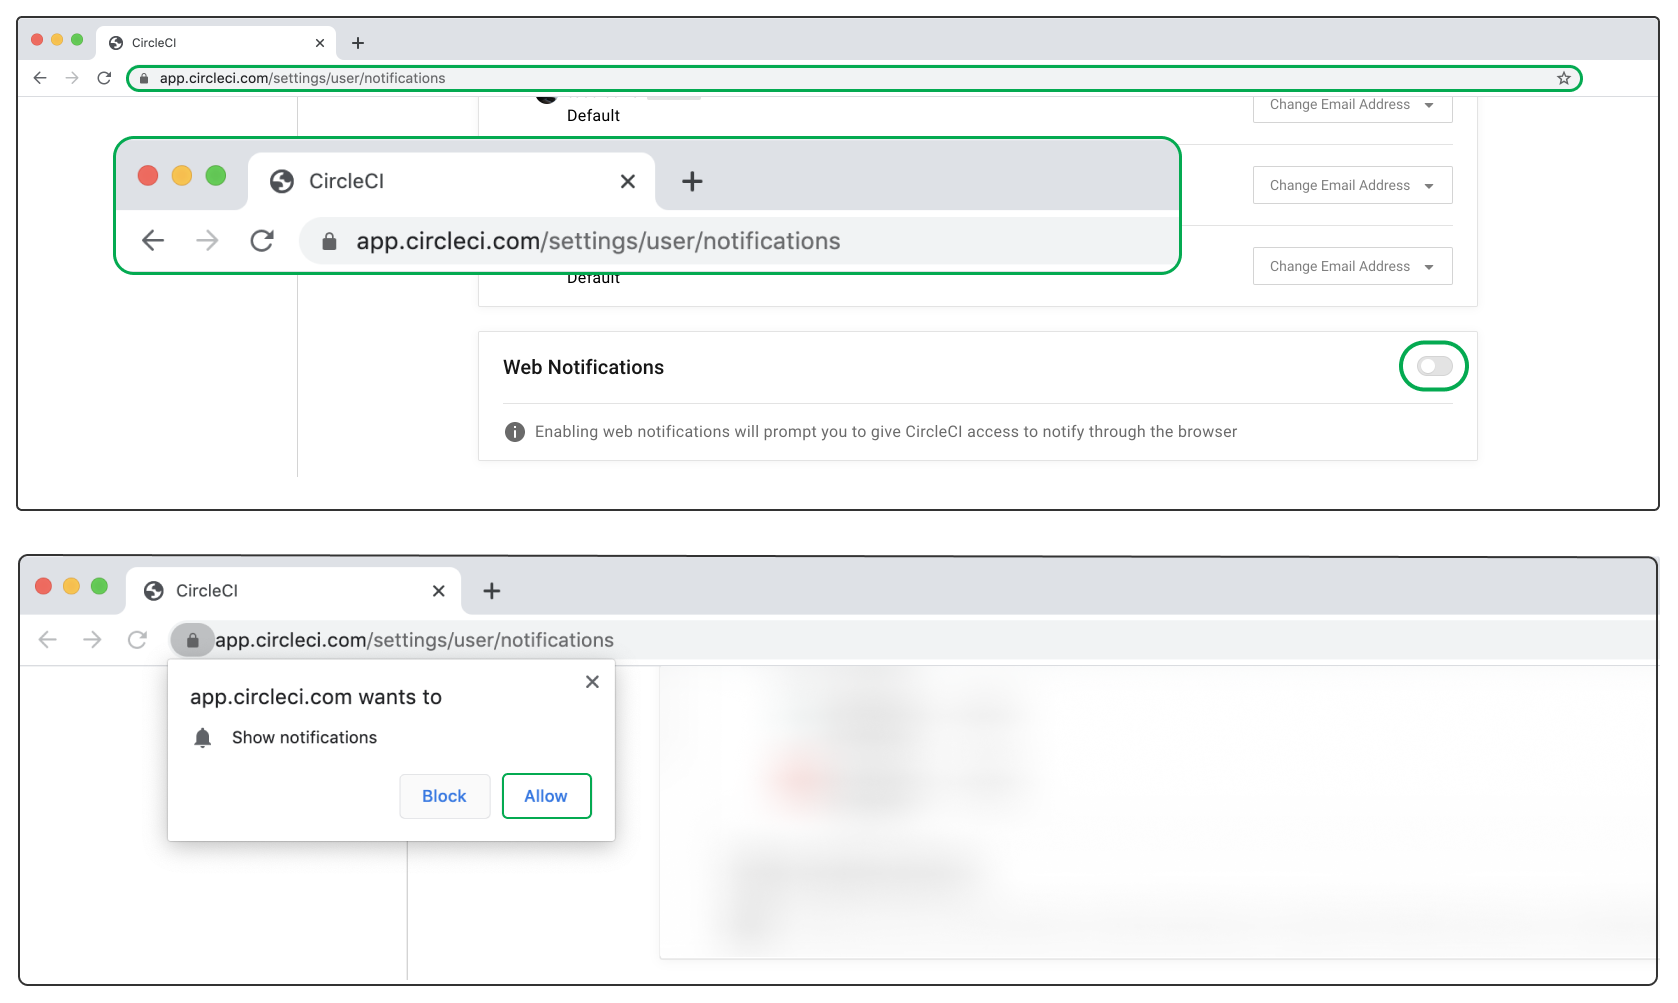 CircleCI
app.circleci.com/settings/user/notifications
Default
Change Email Address
CircleCI
app.circleci.com/settings/user/notifications
Change Email Address
Default
Change Email Address
Web Notifications
Enabling web notifications will prompt you to give CircleCI access to notify through the browser
CircleCI
app.circleci.com/settings/user/notifications
app.circleci.com wants to
Show notifications
Block
Allow